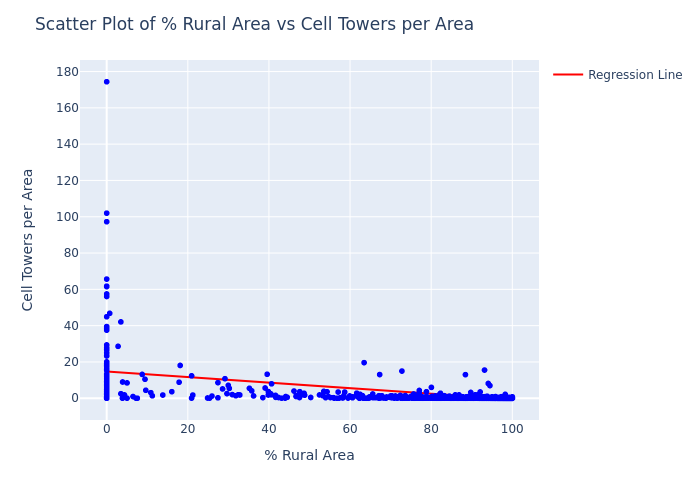 Scatter Plot of % Rural Area vs Cell Towers per Area
Regression Line
180
160
140
120
100
80
60
40
20
0
Cell Towers per Area
0 20 40 60 80 100
% Rural Area